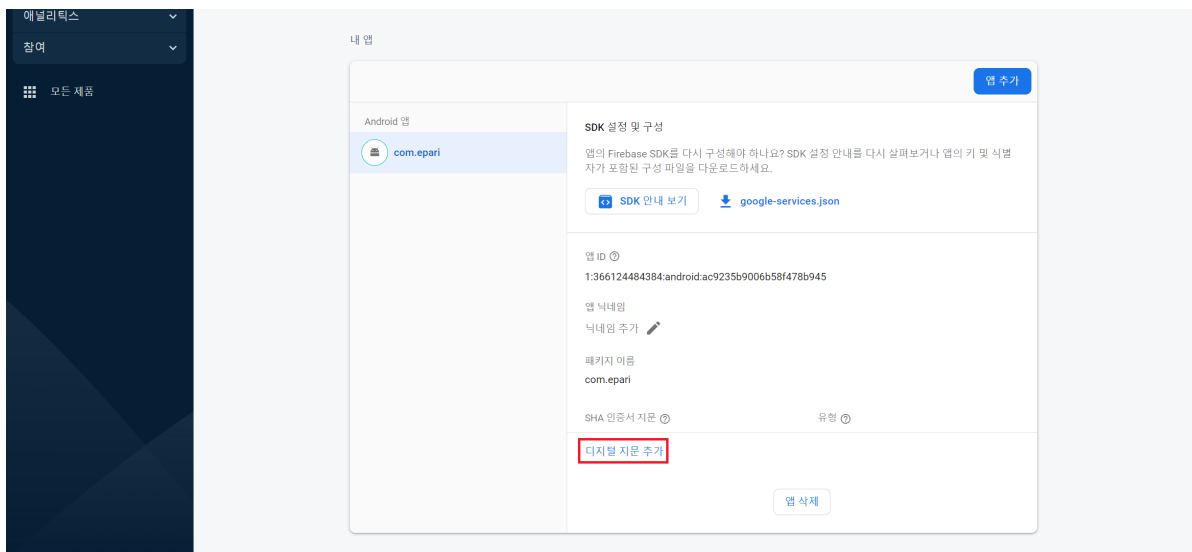 애널리틱스
참여
모든 제품
내 앱
앱 추가
Android 앱
com.epari
SDK 설정 및 구성
앱의 Firebase SDK를 다시 구성해야 하나요? SDK 설정 안내를 다시 살펴보거나 앱의 키 및 식별
자가 포함된 구성 파일을 다운로드하세요.
SDK 안내 보기
google-services.json
앱 ID
1:366124484384:android:ac9235b9006b58f478b945
앱 닉네임
닉네임 추가
패키지 이름
com.epari
SHA 인증서 지문
유형
디지털 지문 추가
앱 삭제